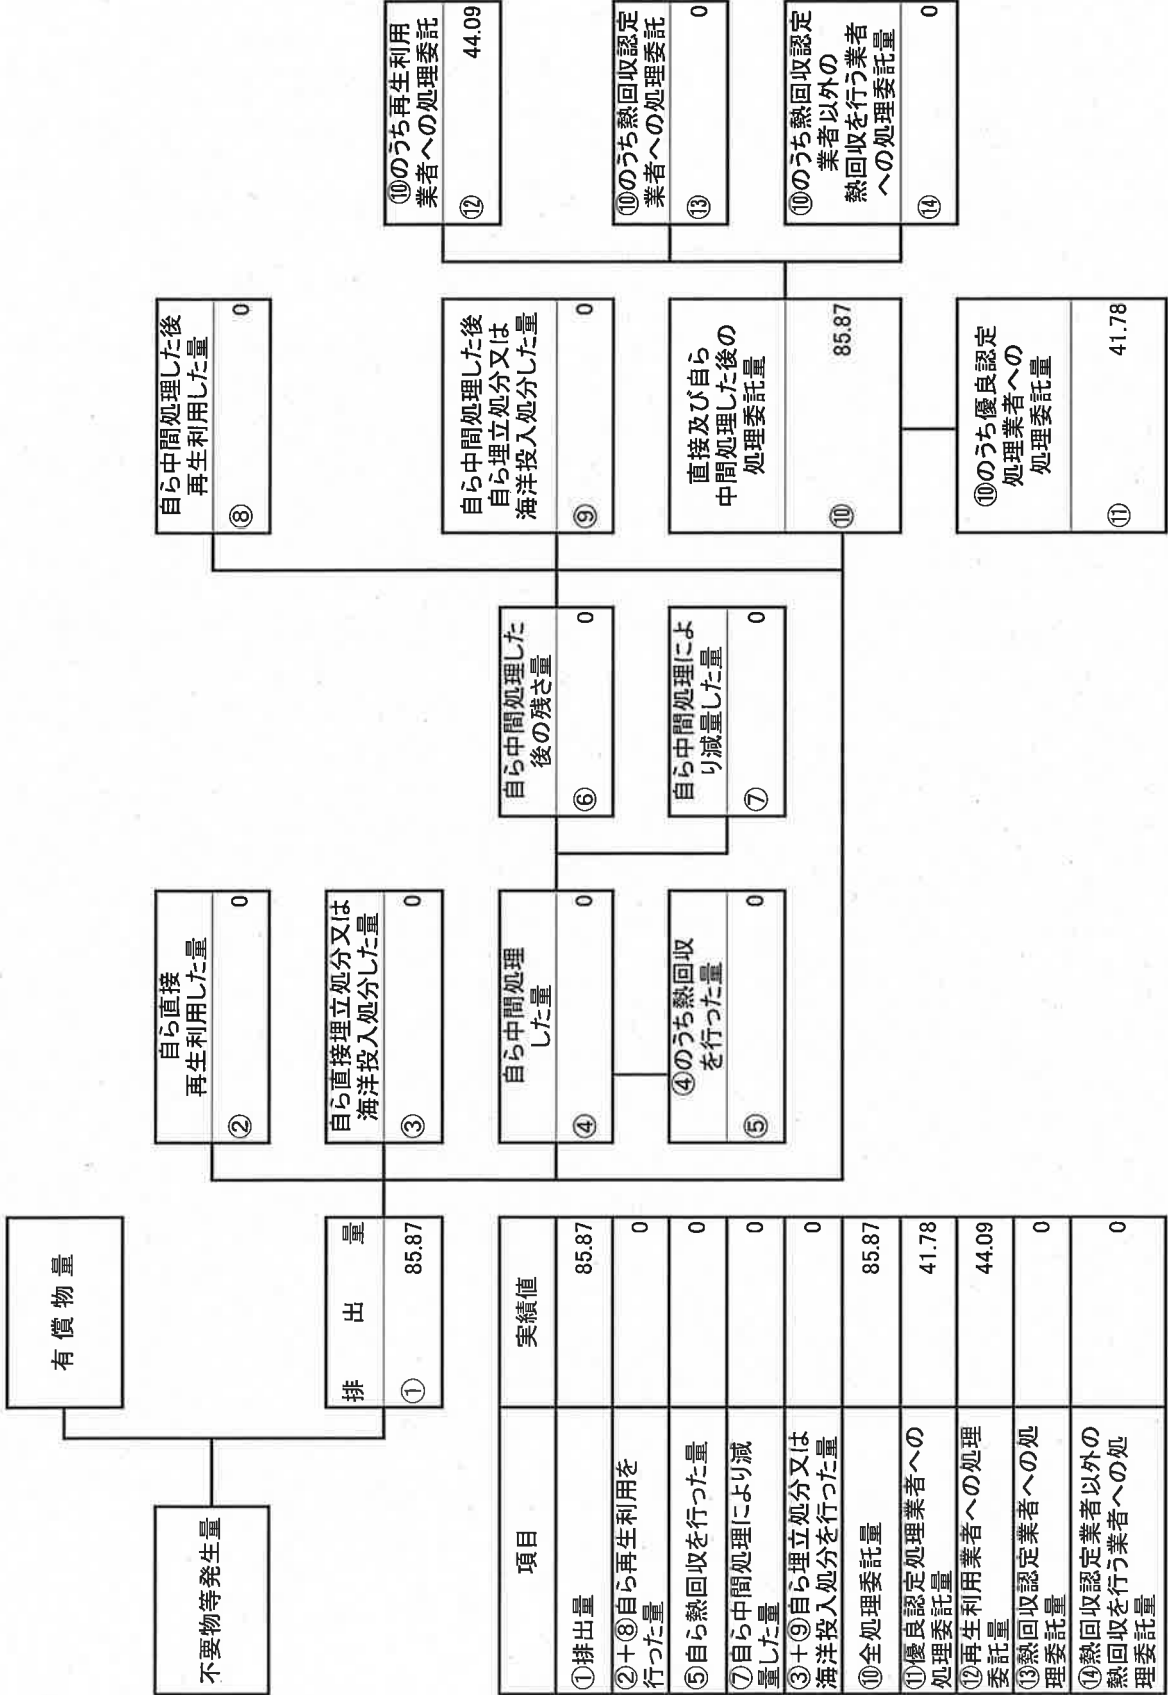 有償物量
不要物等発生量
排出量
① 85.87
自ら直接
再生利用した量
② 0
自ら直接埋立処分又は
海洋投入処分した量
③ 0
自ら中間処理
した量
④ 0
④のうち熱回収
を行った量
⑤ 0
自ら中間処理した
後の残さ量
⑥ 0
自ら中間処理によ
り減量した量
⑦ 0
自ら中間処理した後
再生利用した量
⑧ 0
自ら中間処理した後
自ら埋立処分又は
海洋投入処分した量
⑨ 0
直接及び自ら
中間処理した後の
処理委託量
⑩ 85.87
⑩のうち優良認定
処理業者への
処理委託量
⑪ 41.78
⑩のうち再生利用
業者への処理委託
⑫ 44.09
⑩のうち熱回収認定
業者への処理委託
⑬ 0
⑩のうち熱回収認定
業者以外の
熱回収を行う業者
への処理委託量
⑭ 0
項目 実績値
①排出量 85.87
②＋⑧自ら再生利用を
行った量 0
⑤自ら熱回収を行った量 0
⑦自ら中間処理により減
量した量 0
③＋⑨自ら埋立処分又は
海洋投入処分を行った量 0
⑩全処理委託量 85.87
⑪優良認定処理業者への
処理委託量 41.78
⑫再生利用業者への処理
委託量 44.09
⑬熱回収認定業者への処
理委託量 0
⑭熱回収認定業者以外の
熱回収を行う業者への処
理委託量 0